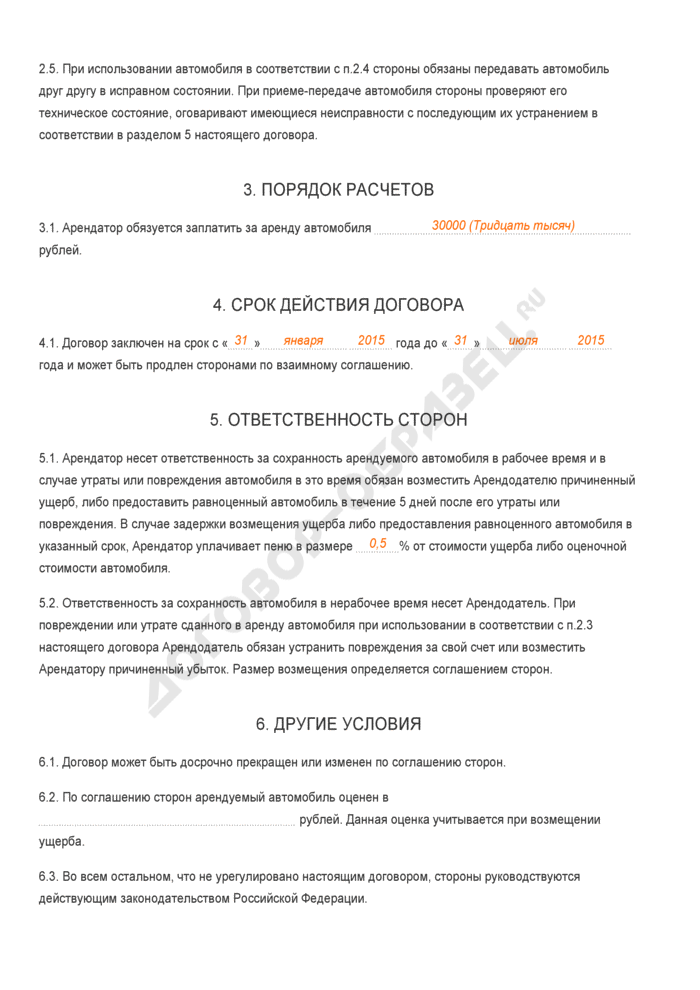 2.5. При использовании автомобиля в соответствии с п.2.4 стороны обязаны передавать автомобиль
друг другу в исправном состоянии. При приеме-передаче автомобиля стороны проверяют его
техническое состояние, оговаривают имеющиеся неисправности с последующим их устранением в
соответствии в разделом 5 настоящего договора.
3. ПОРЯДОК РАСЧЕТОВ
3.1. Арендатор обязуется заплатить за аренду автомобиля 30000 (Тридцать тысяч)
рублей.
4. СРОК ДЕЙСТВИЯ ДОГОВОРА
4.1. Договор заключен на срок с « 31 » января 2015 года до « 31 » июля 2015
года и может быть продлен сторонами по взаимному соглашению.
5. ОТВЕТСТВЕННОСТЬ СТОРОН
5.1. Арендатор несет ответственность за сохранность арендуемого автомобиля в рабочее время и в
случае утраты или повреждения автомобиля в это время обязан возместить Арендодателю причиненный
ущерб, либо предоставить равноценный автомобиль в течение 5 дней после его утраты или
повреждения. В случае задержки возмещения ущерба либо предоставления равноценного автомобиля в
указанный срок, Арендатор уплачивает пеню в размере 0,5 % от стоимости ущерба либо оценочной
стоимости автомобиля.
5.2. Ответственность за сохранность автомобиля в нерабочее время несет Арендодатель. При
повреждении или утрате сданного в аренду автомобиля при использовании в соответствии с п.2.3
настоящего договора Арендодатель обязан устранить повреждения за свой счет или возместить
Арендатору причиненный убыток. Размер возмещения определяется соглашением сторон.
6. ДРУГИЕ УСЛОВИЯ
6.1. Договор может быть досрочно прекращен или изменен по соглашению сторон.
6.2. По соглашению сторон арендуемый автомобиль оценен в
рублей. Данная оценка учитывается при возмещении
ущерба.
6.3. Во всем остальном, что не урегулировано настоящим договором, стороны руководствуются
действующим законодательством Российской Федерации.
ДОГОВОР-ОБРАЗЕЦ.RU